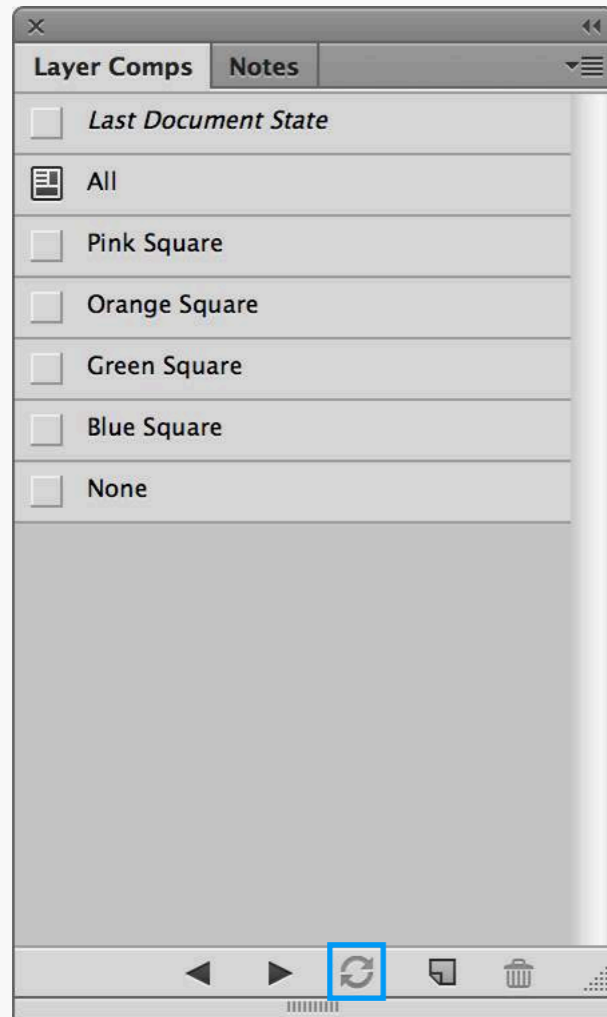 Layer Comps Notes
Last Document State
All
Pink Square
Orange Square
Green Square
Blue Square
None